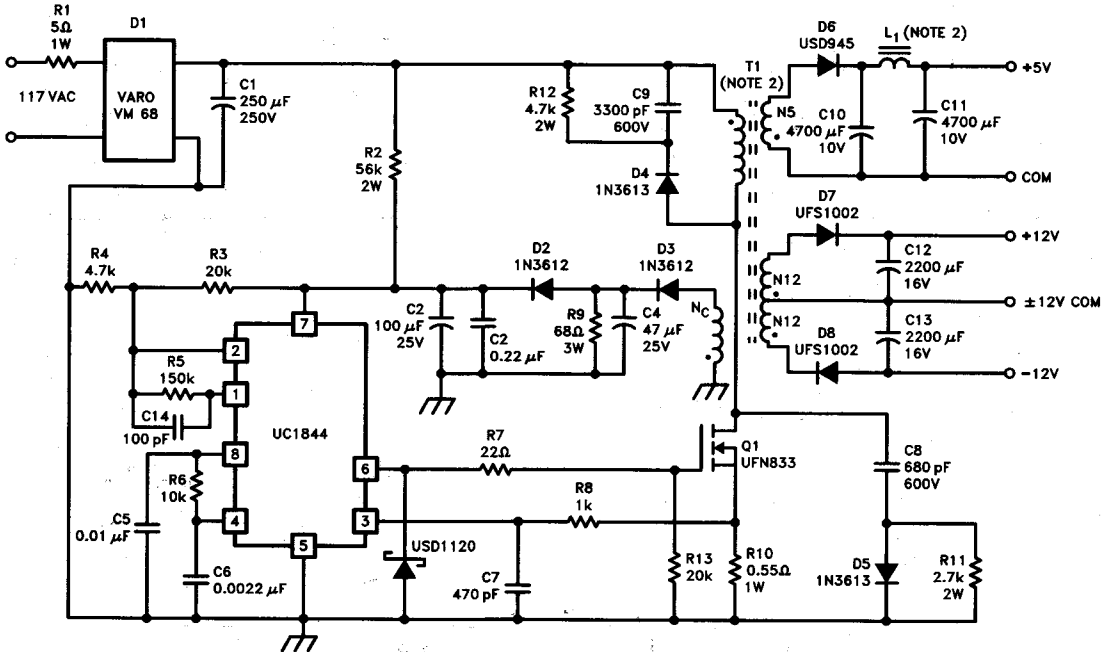 R1
5Ω
1W
D1
117 VAC
VARO
VM 68
C1
250 µF
250V
R2
56k
2W
R12
4.7k
2W
C9
3300 pF
600V
D4
1N3613
T1
(NOTE 2)
N5
D6
USD945
L1 (NOTE 2)
C10
4700 µF
10V
C11
4700 µF
10V
+5V
COM
D7
UFS1002
+12V
N12
N12
C12
2200 µF
16V
±12V COM
C13
2200 µF
16V
D8
UFS1002
-12V
R4
4.7k
R3
20k
C2
100 µF
25V
C2
0.22 µF
D2
1N3612
R9
68Ω
3W
C4
47 µF
25V
D3
1N3612
NC
7
2
R5
150k
1
C14
100 pF
UC1844
8
R6
10k
4
C5
0.01 µF
C6
0.0022 µF
5
6
3
USD1120
R7
22Ω
R8
1k
C7
470 pF
Q1
UFN833
R13
20k
R10
0.55Ω
1W
C8
680 pF
600V
D5
1N3613
R11
2.7k
2W